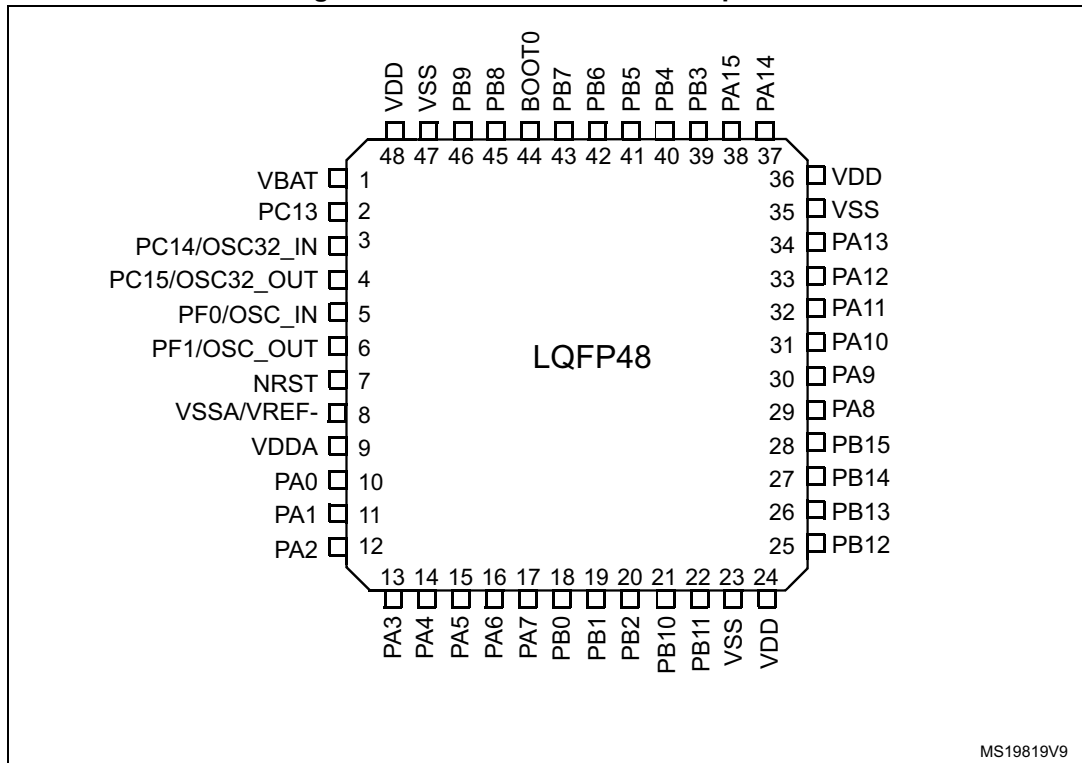 VDD
VSS
PB9
PB8
BOOT0
PB7
PB6
PB5
PB4
PB3
PA15
PA14
48 47 46 45 44 43 42 41 40 39 38 37
VBAT 1
PC13 2
PC14/OSC32_IN 3
PC15/OSC32_OUT 4
PF0/OSC_IN 5
PF1/OSC_OUT 6
NRST 7
VSSA/VREF- 8
VDDA 9
PA0 10
PA1 11
PA2 12
LQFP48
36 VDD
35 VSS
34 PA13
33 PA12
32 PA11
31 PA10
30 PA9
29 PA8
28 PB15
27 PB14
26 PB13
25 PB12
13 14 15 16 17 18 19 20 21 22 23 24
PA3
PA4
PA5
PA6
PA7
PB0
PB1
PB2
PB10
PB11
VSS
VDD
MS19819V9